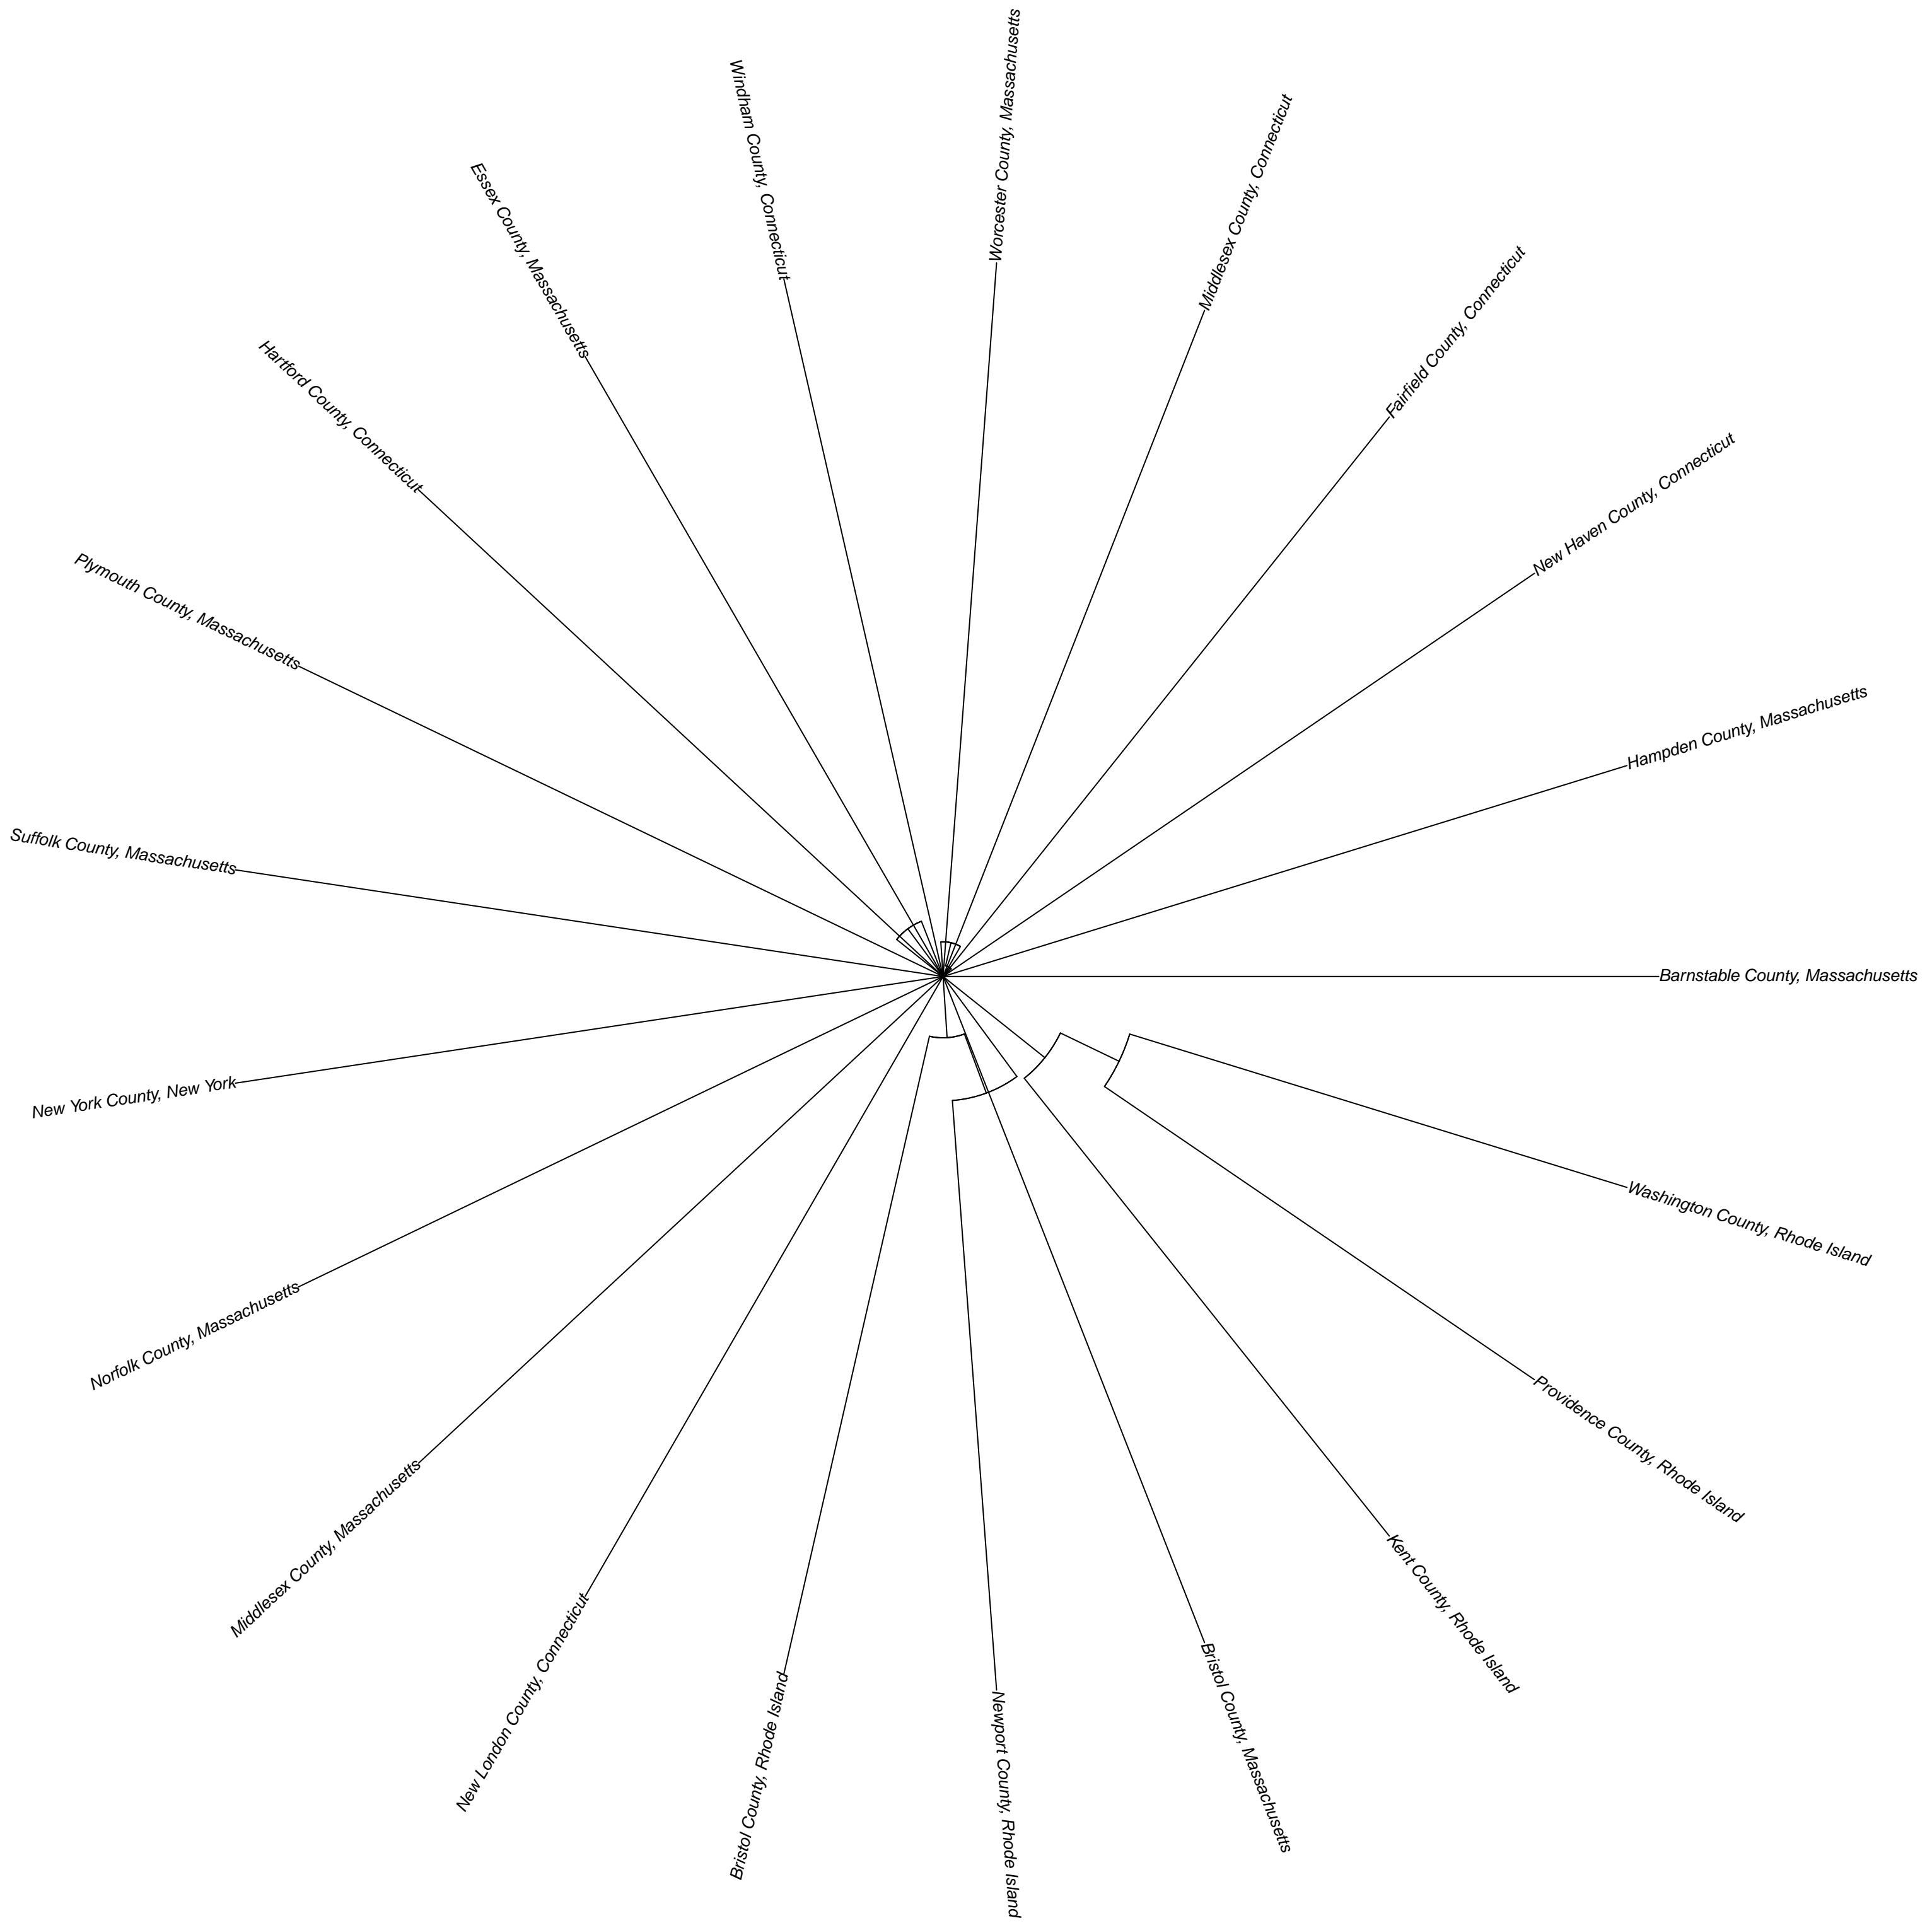 Worcester County, Massachusetts
Middlesex County, Connecticut
Fairfield County, Connecticut
New Haven County, Connecticut
Hampden County, Massachusetts
Barnstable County, Massachusetts
Washington County, Rhode Island
Providence County, Rhode Island
Kent County, Rhode Island
Bristol County, Massachusetts
Newport County, Rhode Island
Bristol County, Rhode Island
New London County, Connecticut
Middlesex County, Massachusetts
Norfolk County, Massachusetts
New York County, New York
Suffolk County, Massachusetts
Plymouth County, Massachusetts
Hartford County, Connecticut
Essex County, Massachusetts
Windham County, Connecticut